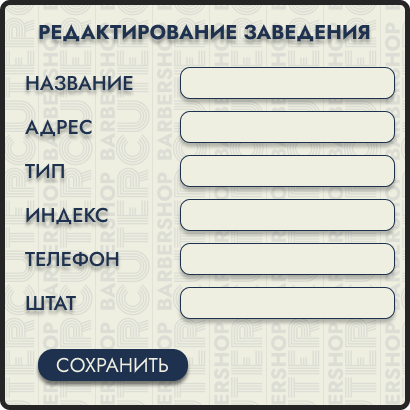 РЕДАКТИРОВАНИЕ ЗАВЕДЕНИЯ
НАЗВАНИЕ
АДРЕС
ТИП
ИНДЕКС
ТЕЛЕФОН
ШТАТ
СОХРАНИТЬ